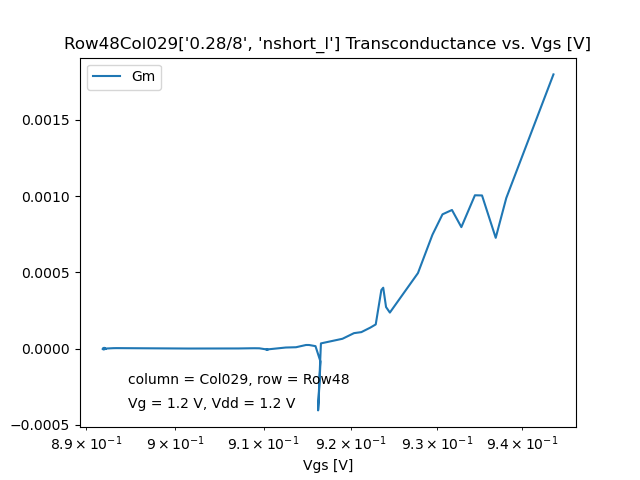 Row48Col029['0.28/8', 'nshort_l'] Transconductance vs. Vgs [V]
Gm
0.0015
0.0010
0.0005
0.0000
−0.0005
column = Col029, row = Row48
Vg = 1.2 V, Vdd = 1.2 V
8.9 × 10⁻¹ 9 × 10⁻¹ 9.1 × 10⁻¹ 9.2 × 10⁻¹ 9.3 × 10⁻¹ 9.4 × 10⁻¹
Vgs [V]